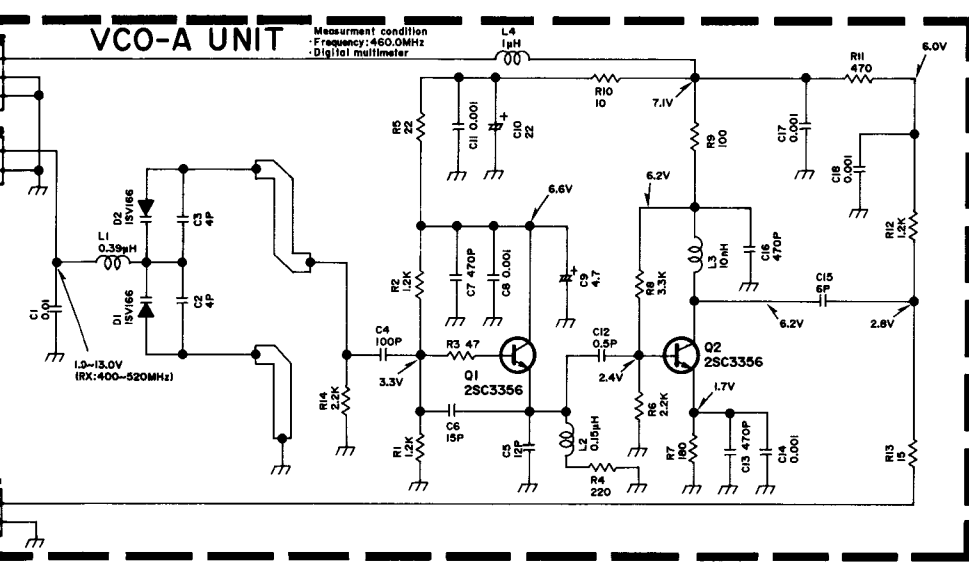 VCO-A UNIT
Measurment condition
· Frequency: 460.0MHz
· Digital multimeter
L4
1μH
R11
470
6.0V
R5
22
C11 0.001
C10
22
+
R10
10
7.1V
R9
100
C17
0.001
C18
0.001
D2
1SV166
C3
4P
L1
0.39μH
C1
0.01
D1
1SV166
C2
4P
1.9~13.0V
(RX:400~520MHz)
6.6V
6.2V
R2
1.2K
C7 470P
C8 0.001
C9
4.7
+
R8
3.3K
L3
10nH
C16
470P
R12
1.2K
C15
6P
6.2V
2.8V
C4
100P
R3 47
3.3V
Q1
2SC3356
C12
0.5P
2.4V
Q2
2SC3356
1.7V
R14
2.2K
R1
1.2K
C6
15P
C5
12P
L2
0.15μH
R4
220
R6
2.2K
R7
180
C13 470P
C14
0.001
R13
15